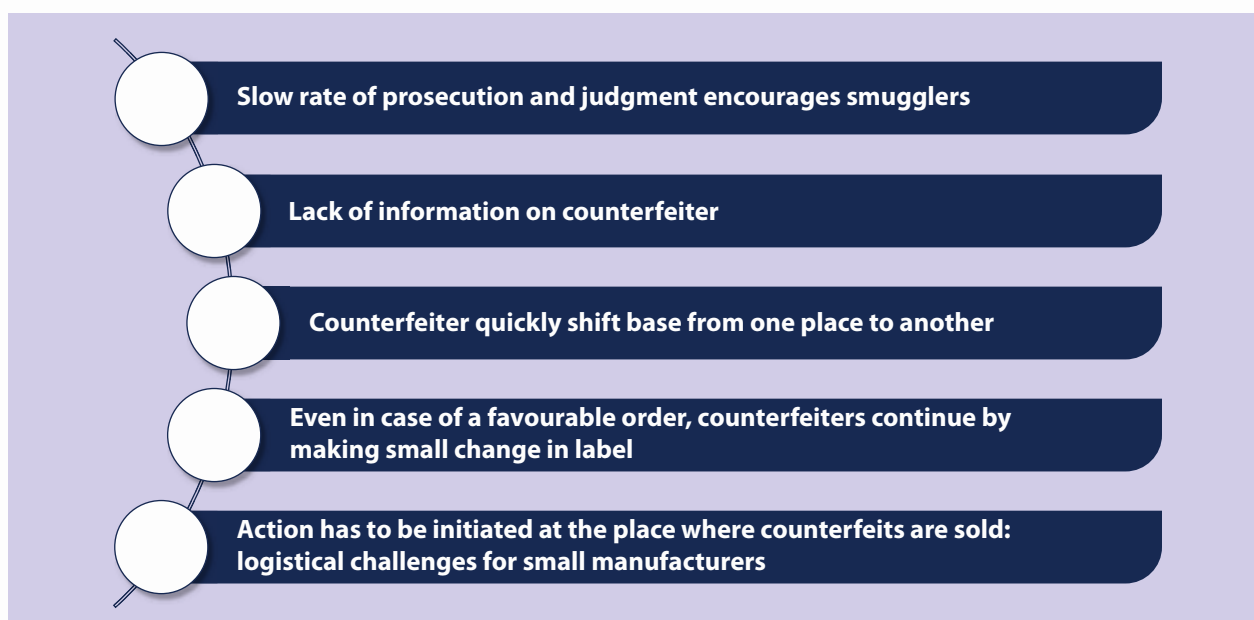 Slow rate of prosecution and judgment encourages smugglers
Lack of information on counterfeiter
Counterfeiter quickly shift base from one place to another
Even in case of a favourable order, counterfeiters continue by
making small change in label
Action has to be initiated at the place where counterfeits are sold:
logistical challenges for small manufacturers